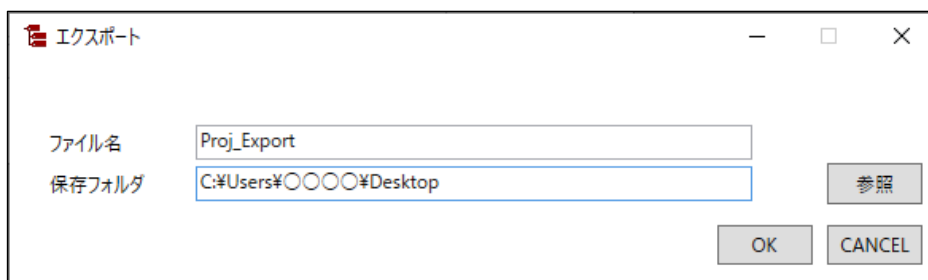 エクスポート
ファイル名 Proj_Export
保存フォルダ C:¥Users¥〇〇〇〇¥Desktop 参照
OK CANCEL